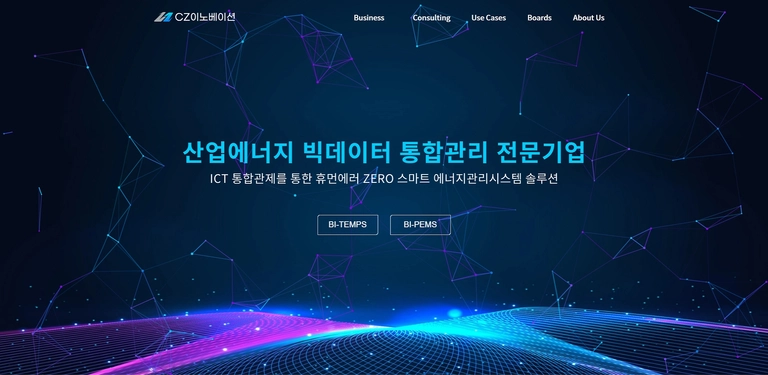 CZ이노베이션
Business Consulting Use Cases Boards About Us
산업에너지 빅데이터 통합관리 전문기업
ICT 통합관제를 통한 휴먼에러 ZERO 스마트 에너지관리시스템 솔루션
BI-TEMPS BI-PEMS